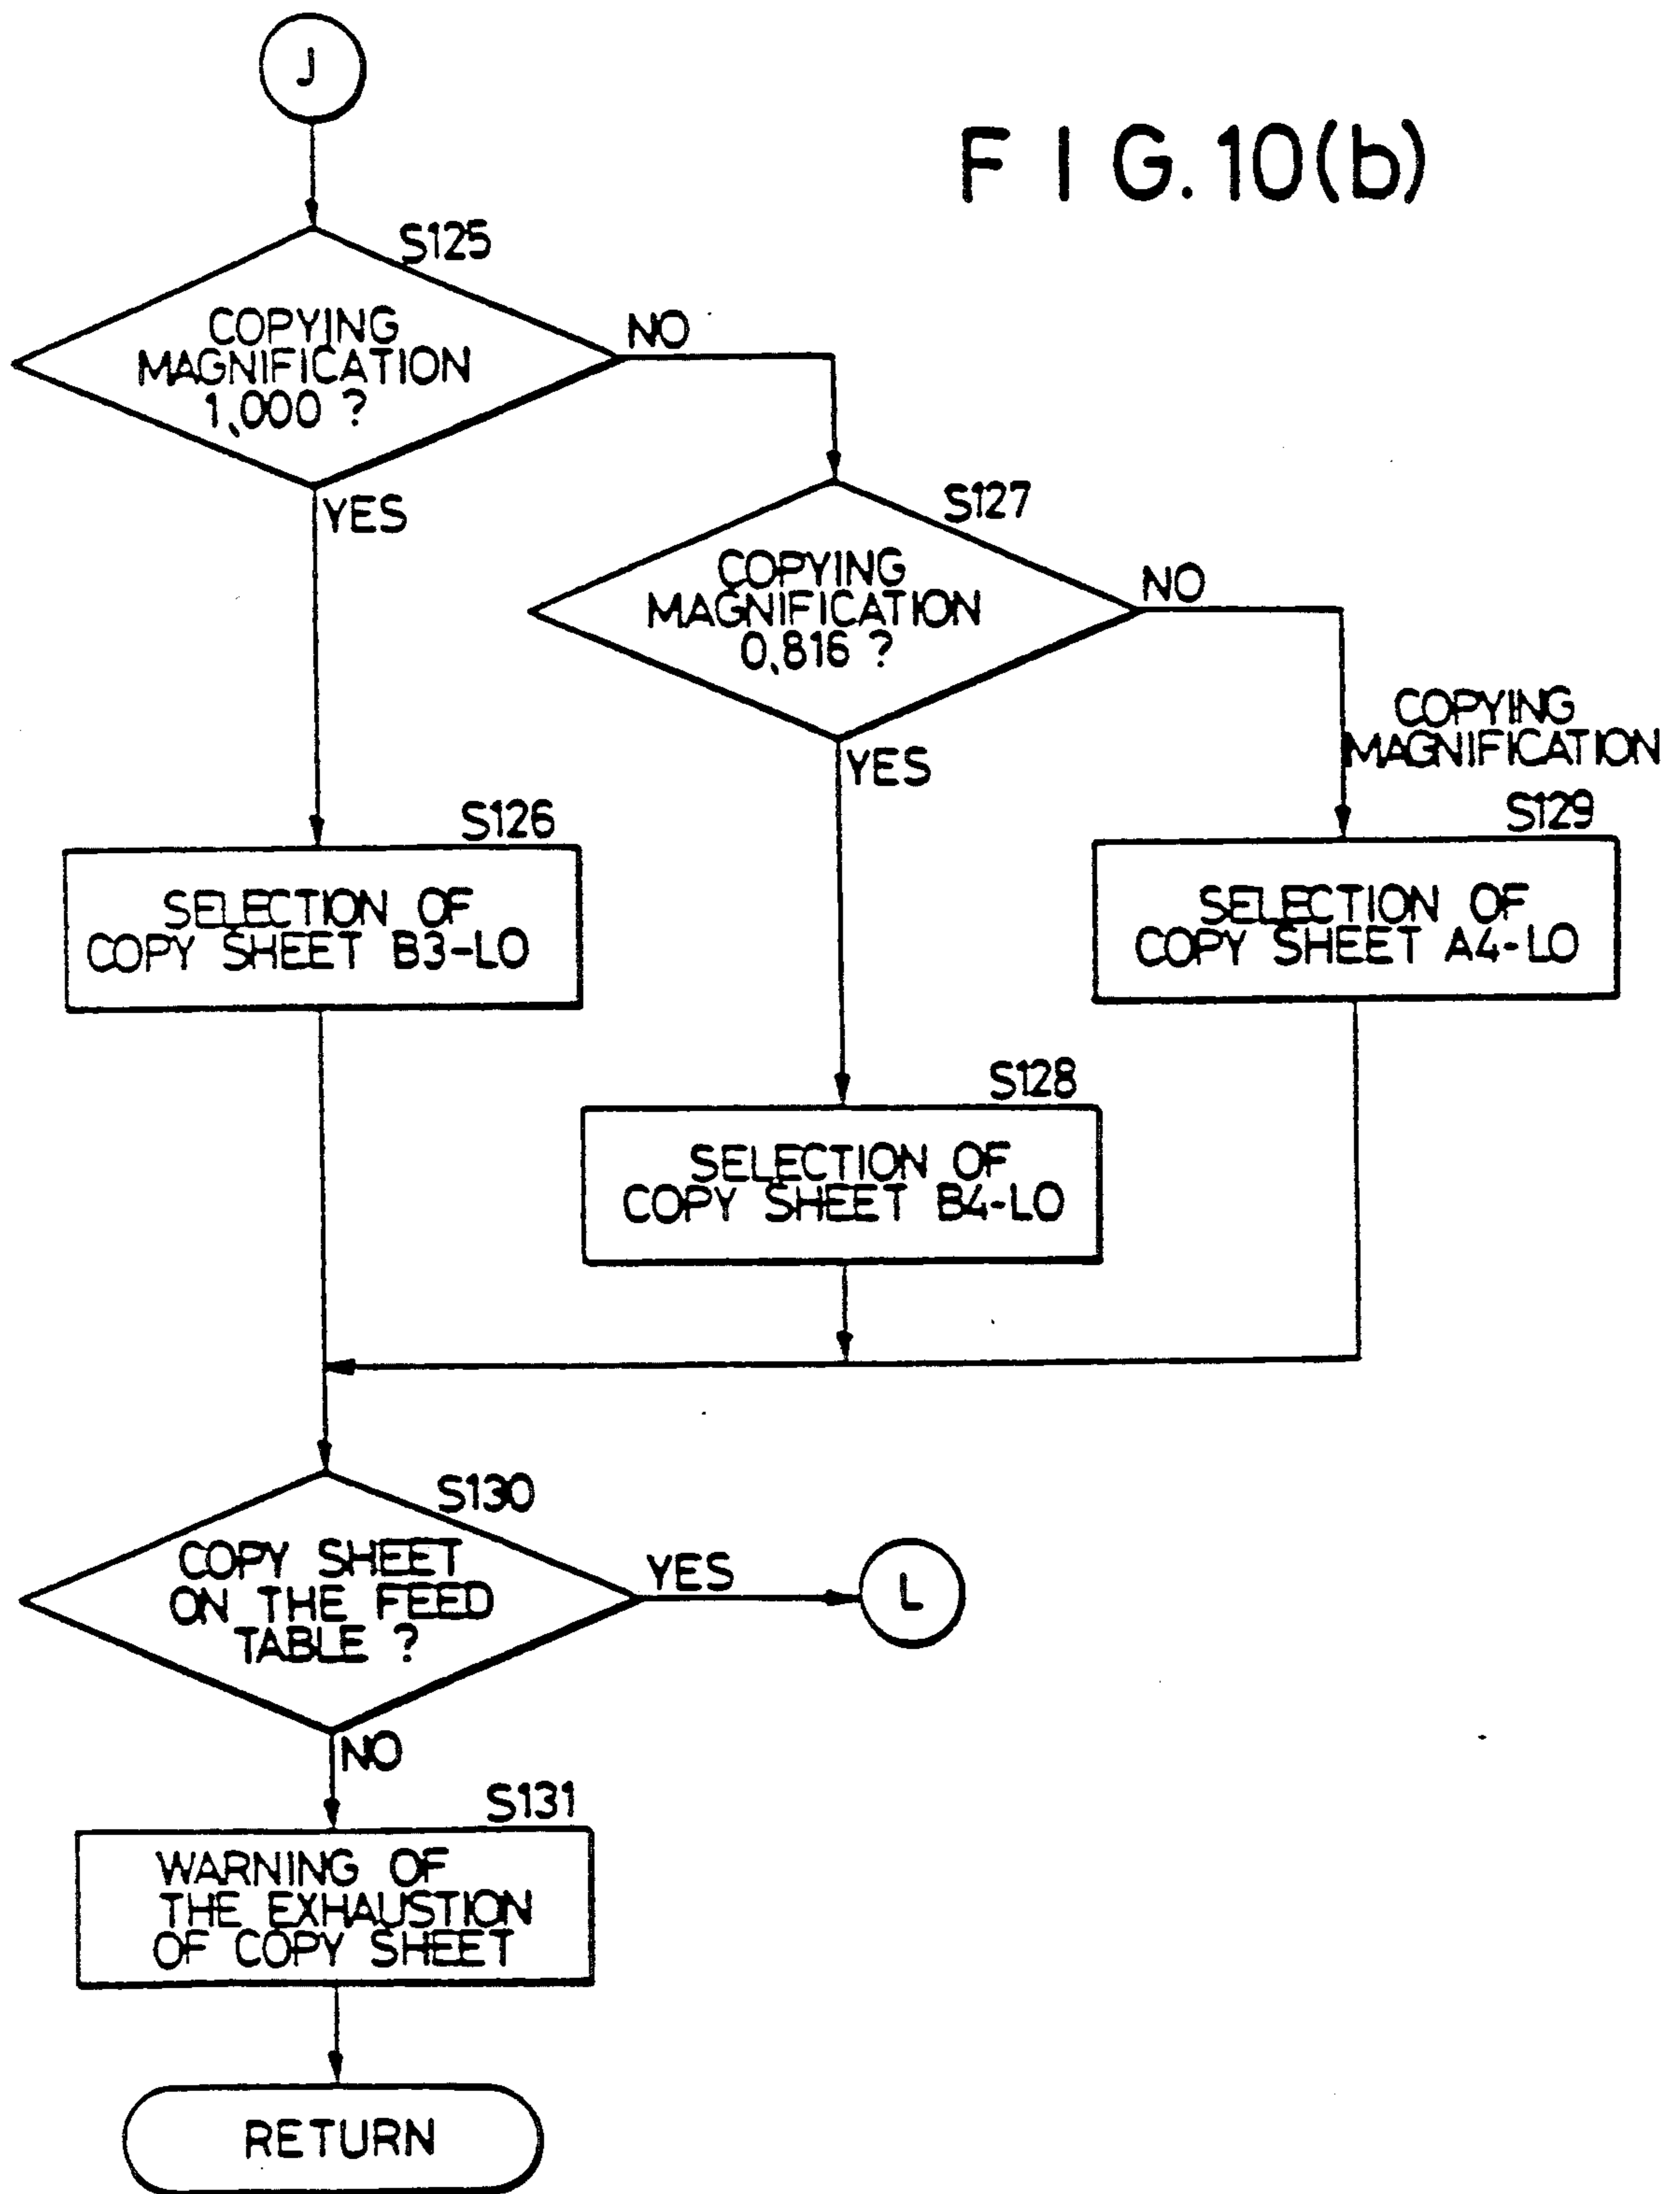 J
F I G. 10(b)
S125
COPYING
MAGNIFICATION
1,000 ?
NO
YES
S127
COPYING
MAGNIFICATION
0,816 ?
NO
YES
COPYING
MAGNIFICATION
S126
SELECTION OF
COPY SHEET B3-LO
S129
SELECTION OF
COPY SHEET A4-LO
S128
SELECTION OF
COPY SHEET B4-LO
S130
COPY SHEET
ON THE FEED
TABLE ?
YES
L
NO
S131
WARNING OF
THE EXHAUSTION
OF COPY SHEET
RETURN